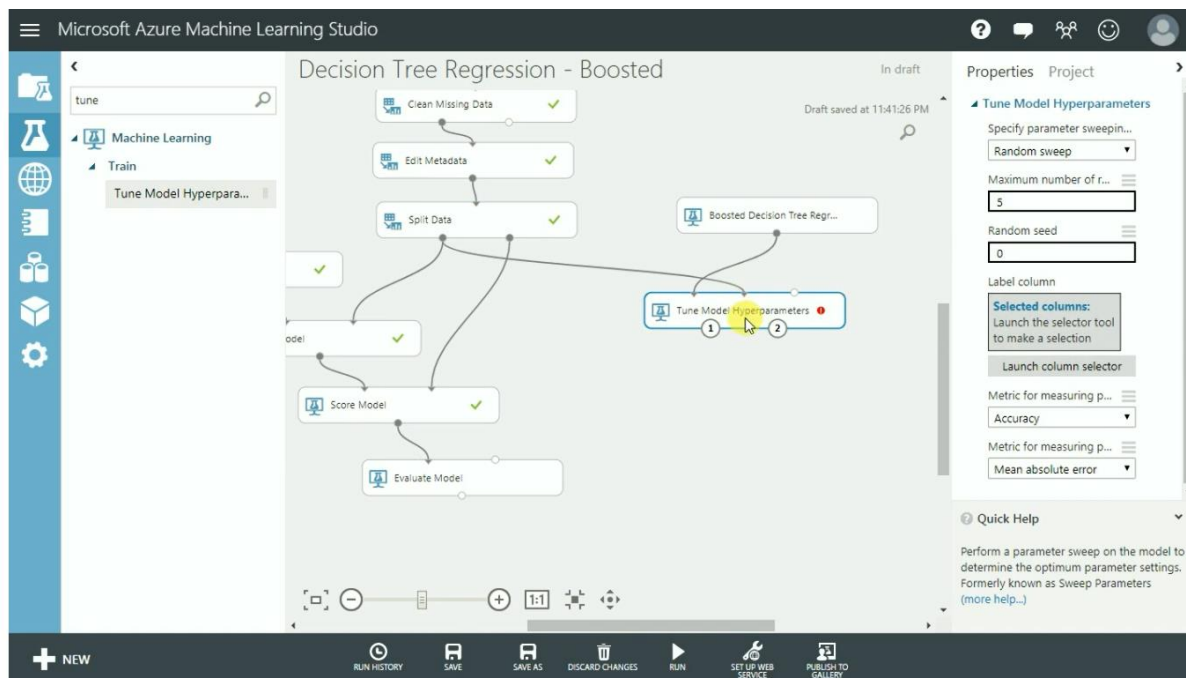 Microsoft Azure Machine Learning Studio
tune
Machine Learning
Train
Tune Model Hyperpara...
Decision Tree Regression - Boosted
In draft
Draft saved at 11:41:26 PM
Clean Missing Data
Edit Metadata
Split Data
Boosted Decision Tree Regr...
Tune Model Hyperparameters
1
2
odel
Score Model
Evaluate Model
1:1
Properties Project
Tune Model Hyperparameters
Specify parameter sweepin...
Random sweep
Maximum number of r...
5
Random seed
0
Label column
Selected columns:
Launch the selector tool
to make a selection
Launch column selector
Metric for measuring p...
Accuracy
Metric for measuring p...
Mean absolute error
Quick Help
Perform a parameter sweep on the model to
determine the optimum parameter settings.
Formerly known as Sweep Parameters
(more help...)
NEW
RUN HISTORY
SAVE
SAVE AS
DISCARD CHANGES
RUN
SET UP WEB
SERVICE
PUBLISH TO
GALLERY